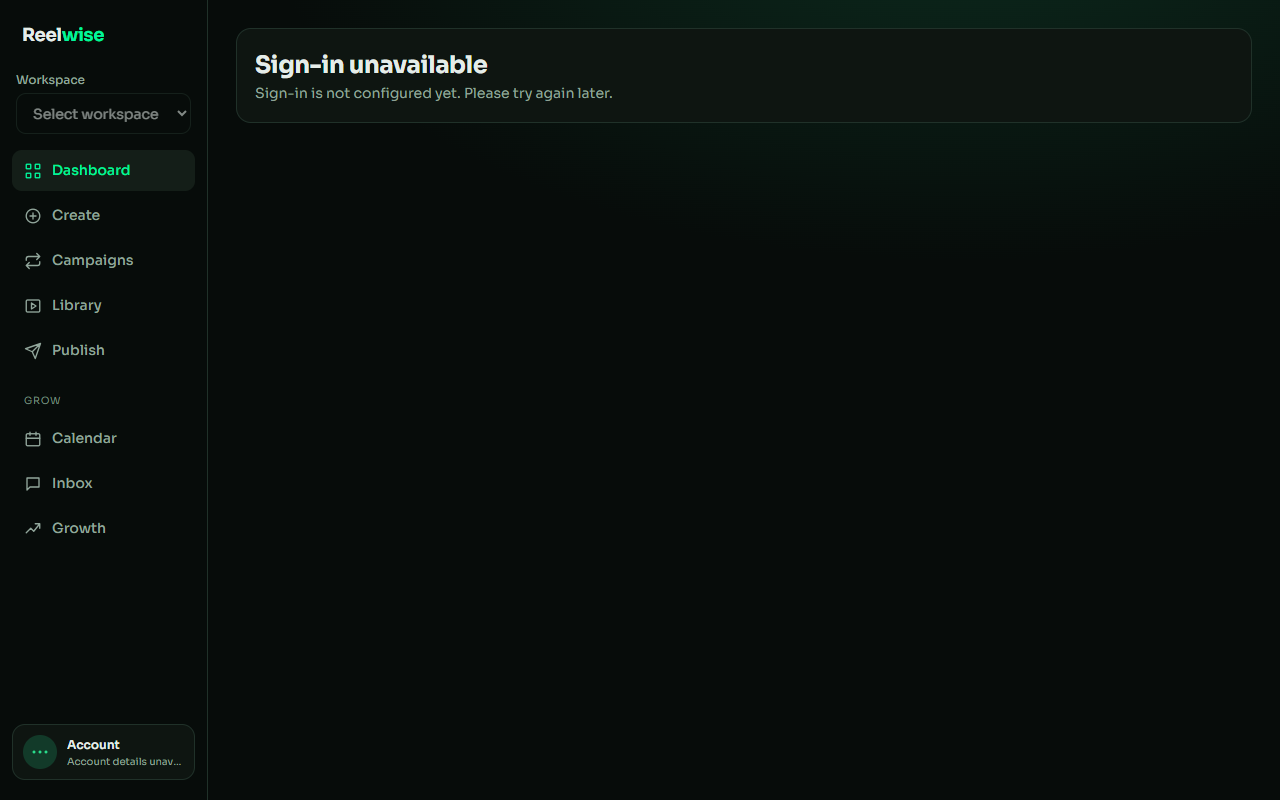 Reelwise
Workspace
Select workspace
Dashboard
Create
Campaigns
Library
Publish
GROW
Calendar
Inbox
Growth
Account
Account details unav...
Sign-in unavailable
Sign-in is not configured yet. Please try again later.